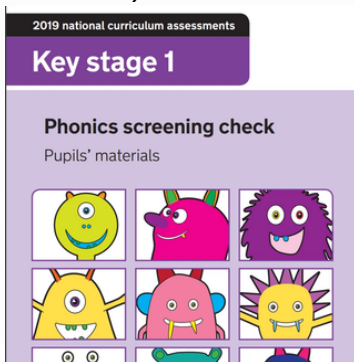 2019 national curriculum assessments
Key stage 1
Phonics screening check
Pupils’ materials